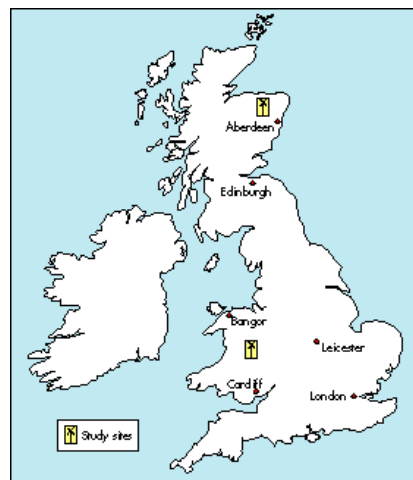 Aberdeen
Edinburgh
Bangor
Leicester
Cardiff
London
Study sites